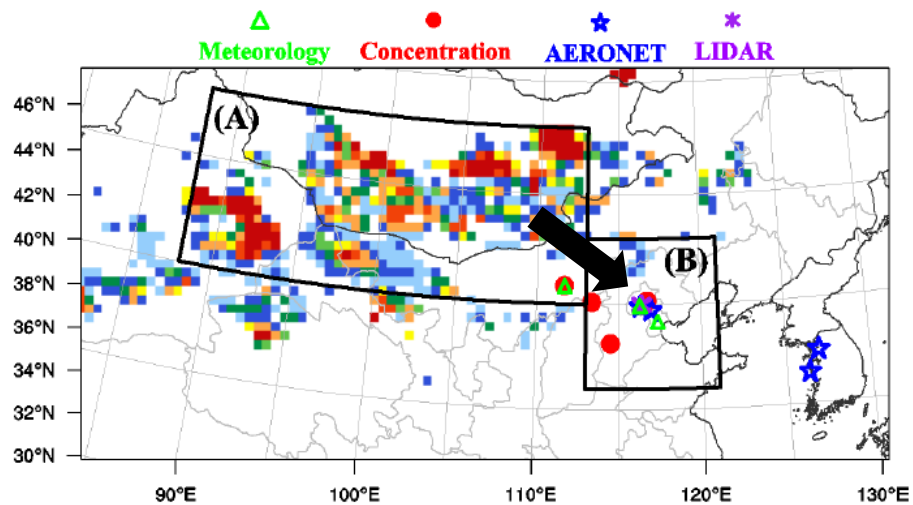 Meteorology Concentration AERONET LIDAR
46°N
(A)
44°N
42°N
40°N
(B)
38°N
36°N
34°N
32°N
30°N
90°E 100°E 110°E 120°E 130°E